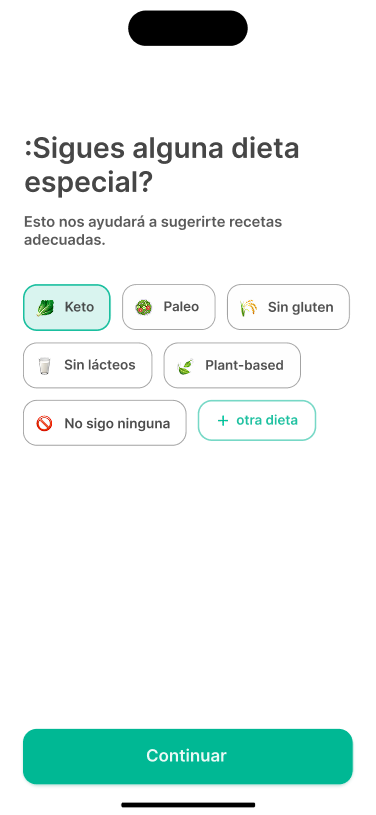 :Sigues alguna dieta
especial?
Esto nos ayudará a sugerirte recetas
adecuadas.
Keto
Paleo
Sin gluten
Sin lácteos
Plant-based
No sigo ninguna
+ otra dieta
Continuar